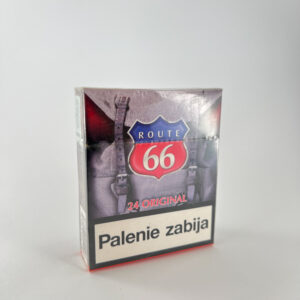 ROUTE
66
24 ORIGINAL
Palenie zabija